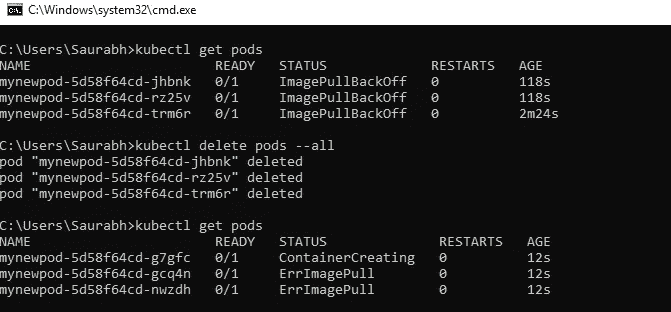 C:\Windows\system32\cmd.exe
C:\Users\Saurabh>kubectl get pods
NAME READY STATUS RESTARTS AGE
mynewpod-5d58f64cd-jhbnk 0/1 ImagePullBackOff 0 118s
mynewpod-5d58f64cd-rz25v 0/1 ImagePullBackOff 0 118s
mynewpod-5d58f64cd-trm6r 0/1 ImagePullBackOff 0 2m24s
C:\Users\Saurabh>kubectl delete pods --all
pod "mynewpod-5d58f64cd-jhbnk" deleted
pod "mynewpod-5d58f64cd-rz25v" deleted
pod "mynewpod-5d58f64cd-trm6r" deleted
C:\Users\Saurabh>kubectl get pods
NAME READY STATUS RESTARTS AGE
mynewpod-5d58f64cd-g7gfc 0/1 ContainerCreating 0 12s
mynewpod-5d58f64cd-gcq4n 0/1 ErrImagePull 0 12s
mynewpod-5d58f64cd-nwzdh 0/1 ErrImagePull 0 12s